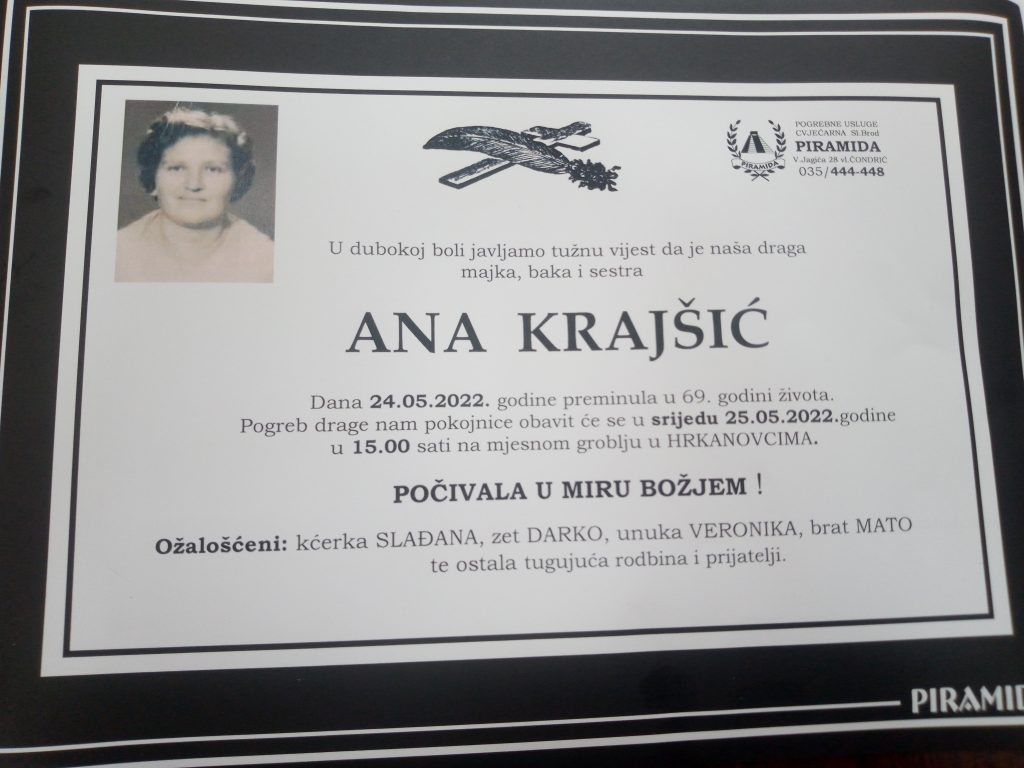 POGREBNE USLUGE
CVJEĆARNA Sl.Brod
PIRAMIDA
V.Jagića 28 vl.ČONDRIĆ
035/444-448
PIRAMIDA
U dubokoj boli javljamo tužnu vijest da je naša draga
majka, baka i sestra
ANA KRAJŠIĆ
Dana 24.05.2022. godine preminula u 69. godini života.
Pogreb drage nam pokojnice obavit će se u srijedu 25.05.2022.godine
u 15.00 sati na mjesnom groblju u HRKANOVCIMA.
POČIVALA U MIRU BOŽJEM !
Ožalošćeni: kćerka SLAĐANA, zet DARKO, unuka VERONIKA, brat MATO
te ostala tugujuća rodbina i prijatelji.
PIRAMID